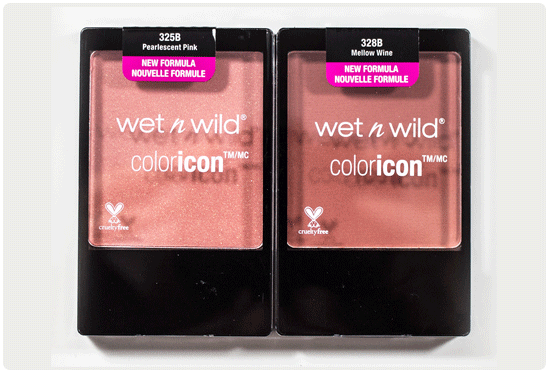 325B
Pearlescent Pink
NEW FORMULA
NOUVELLE FORMULE
wet n wild®
coloricon™/MC
crueltyfree
328B
Mellow Wine
NEW FORMULA
NOUVELLE FORMULE
wet n wild®
coloricon™/MC
crueltyfree